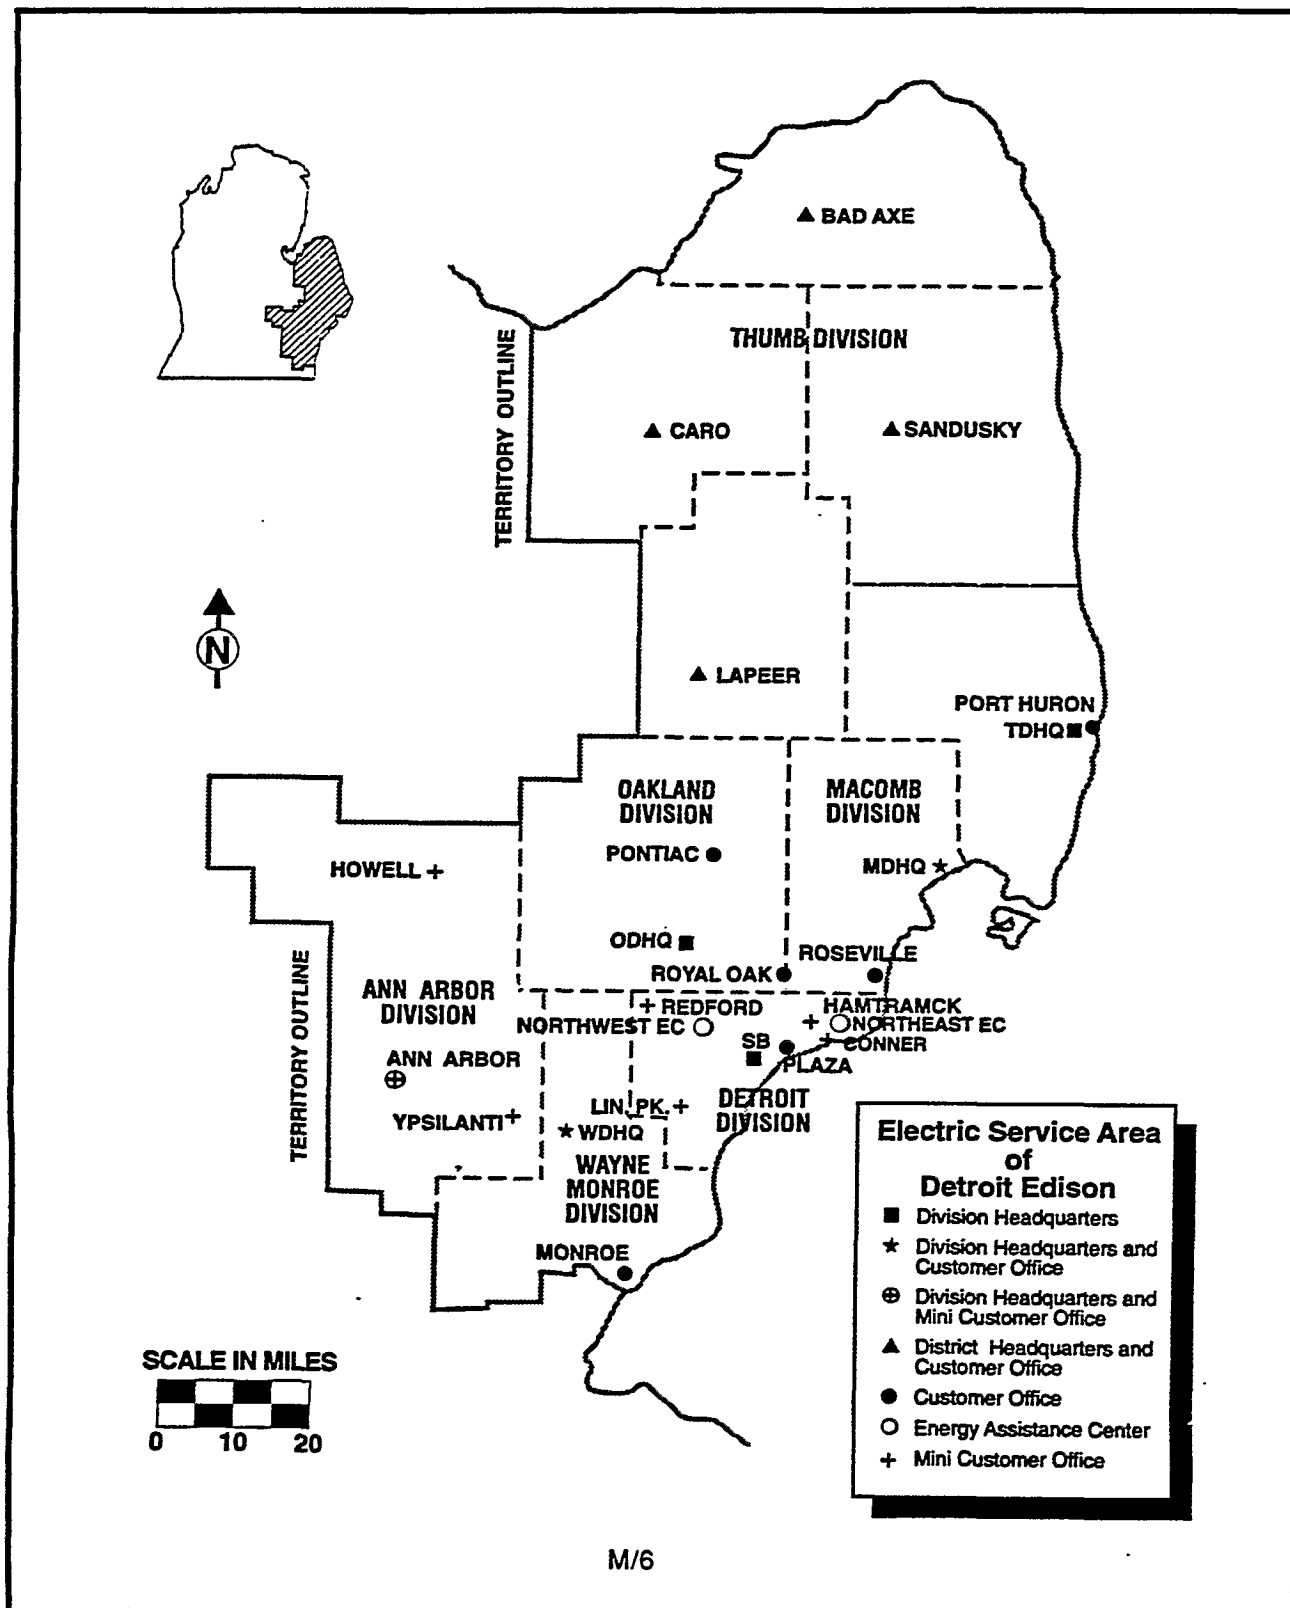 BAD AXE
THUMB DIVISION
TERRITORY OUTLINE
CARO
SANDUSKY
N
LAPEER
PORT HURON
TDHQ
OAKLAND
DIVISION
MACOMB
DIVISION
PONTIAC
MDHQ
HOWELL
ODHQ
ROYAL OAK
ROSEVILLE
TERRITORY OUTLINE
ANN ARBOR
DIVISION
REDFORD
HAMTRAMCK
NORTHWEST EC
NORTHEAST EC
SB
CONNER
PLAZA
ANN ARBOR
DETROIT
DIVISION
LIN. PK.
YPSILANTI
WDHQ
WAYNE
MONROE
DIVISION
MONROE
Electric Service Area
of
Detroit Edison
Division Headquarters
Division Headquarters and
Customer Office
Division Headquarters and
Mini Customer Office
District Headquarters and
Customer Office
Customer Office
Energy Assistance Center
Mini Customer Office
SCALE IN MILES
0 10 20
M/6